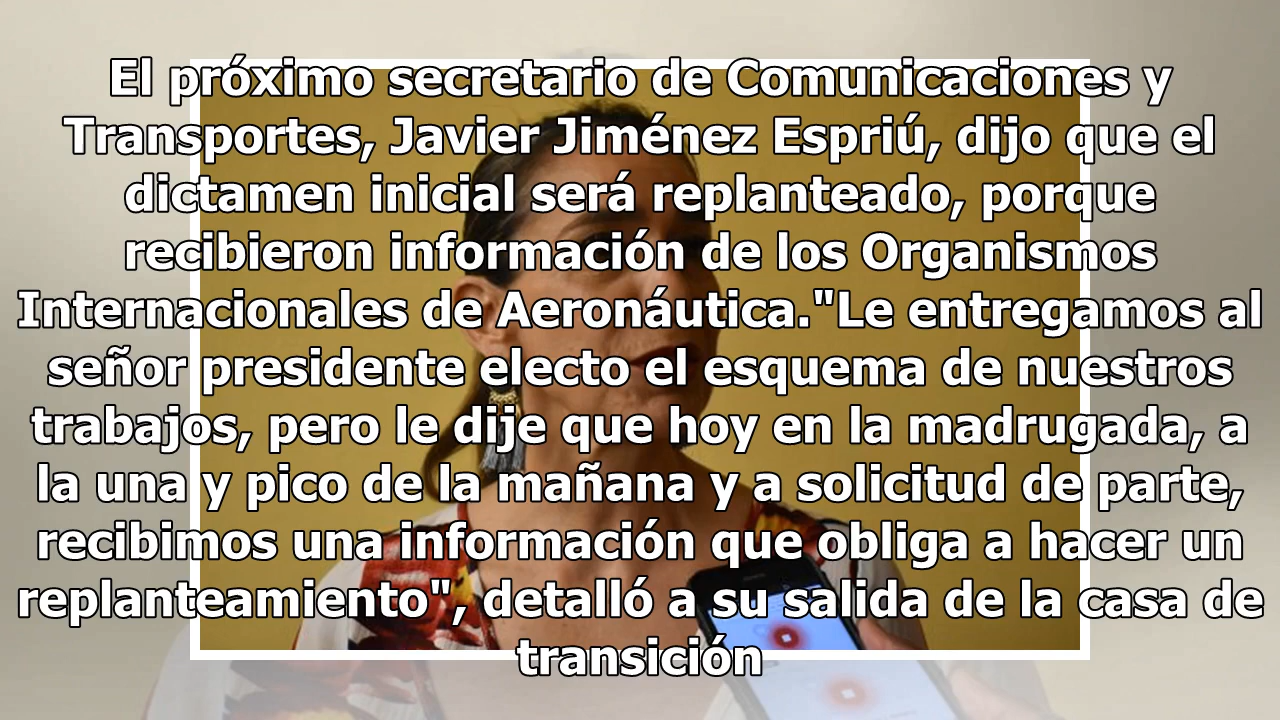 El próximo secretario de Comunicaciones y
Transportes, Javier Jiménez Espriú, dijo que el
dictamen inicial será replanteado, porque
recibieron información de los Organismos
Internacionales de Aeronáutica."Le entregamos al
señor presidente electo el esquema de nuestros
trabajos, pero le dije que hoy en la madrugada, a
la una y pico de la mañana y a solicitud de parte,
recibimos una información que obliga a hacer un
replanteamiento", detalló a su salida de la casa de
transición